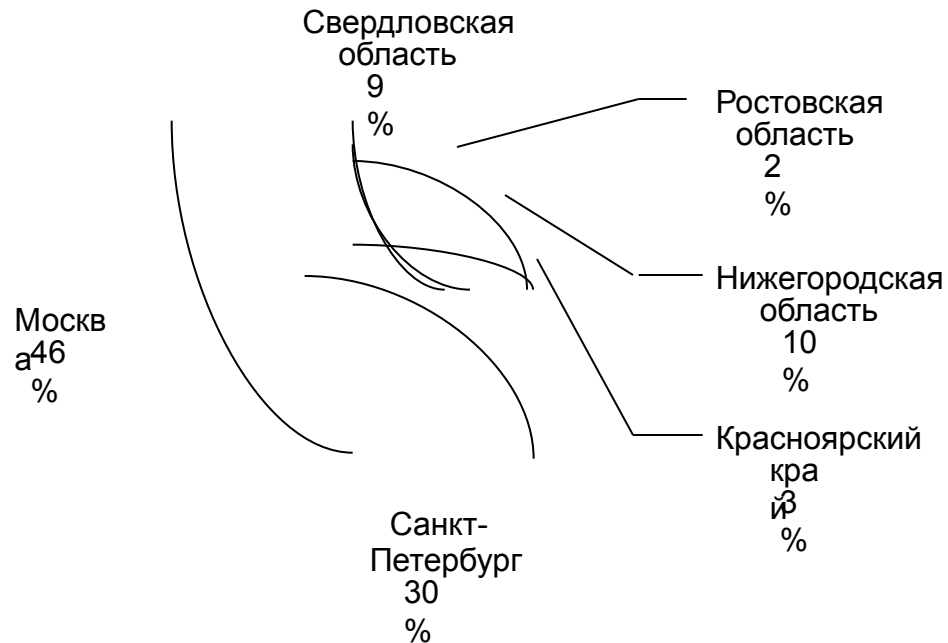 Свердловская
область
9
%
Ростовская
область
2
%
Нижегородская
область
10
%
Москв
а46
%
Красноярский
кра
й3
%
Санкт-
Петербург
30
%